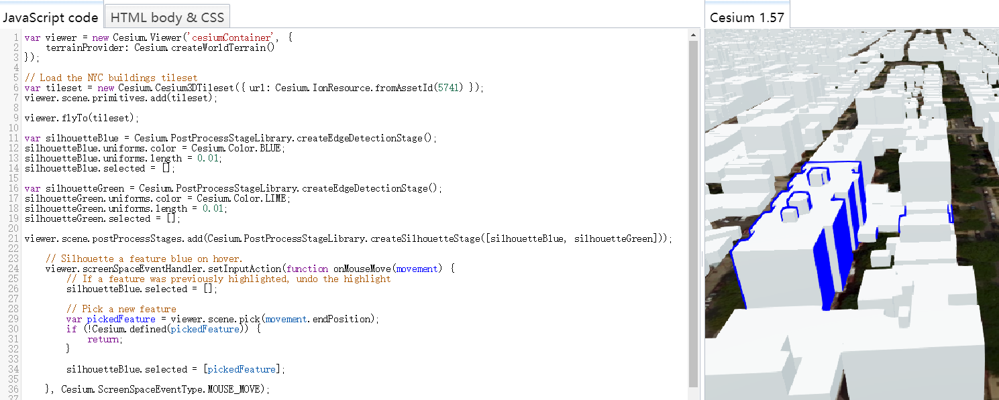 JavaScript code
HTML body & CSS
Cesium 1.57
1 var viewer = new Cesium.Viewer('cesiumContainer', {
2     terrainProvider: Cesium.createWorldTerrain()
3 });
4
5 // Load the NYC buildings tileset
6 var tileset = new Cesium.Cesium3DTileset({ url: Cesium.IonResource.fromAssetId(5741) });
7 viewer.scene.primitives.add(tileset);
8
9 viewer.flyTo(tileset);
10
11 var silhouetteBlue = Cesium.PostProcessStageLibrary.createEdgeDetectionStage();
12 silhouetteBlue.uniforms.color = Cesium.Color.BLUE;
13 silhouetteBlue.uniforms.length = 0.01;
14 silhouetteBlue.selected = [];
15
16 var silhouetteGreen = Cesium.PostProcessStageLibrary.createEdgeDetectionStage();
17 silhouetteGreen.uniforms.color = Cesium.Color.LIME;
18 silhouetteGreen.uniforms.length = 0.01;
19 silhouetteGreen.selected = [];
20
21 viewer.scene.postProcessStages.add(Cesium.PostProcessStageLibrary.createSilhouetteStage([silhouetteBlue, silhouetteGreen]));
22
23     // Silhouette a feature blue on hover.
24     viewer.screenSpaceEventHandler.setInputAction(function onMouseMove(movement) {
25         // If a feature was previously highlighted, undo the highlight
26         silhouetteBlue.selected = [];
27
28         // Pick a new feature
29         var pickedFeature = viewer.scene.pick(movement.endPosition);
30         if (!Cesium.defined(pickedFeature)) {
31             return;
32         }
33
34         silhouetteBlue.selected = [pickedFeature];
35
36     }, Cesium.ScreenSpaceEventType.MOUSE_MOVE);
37